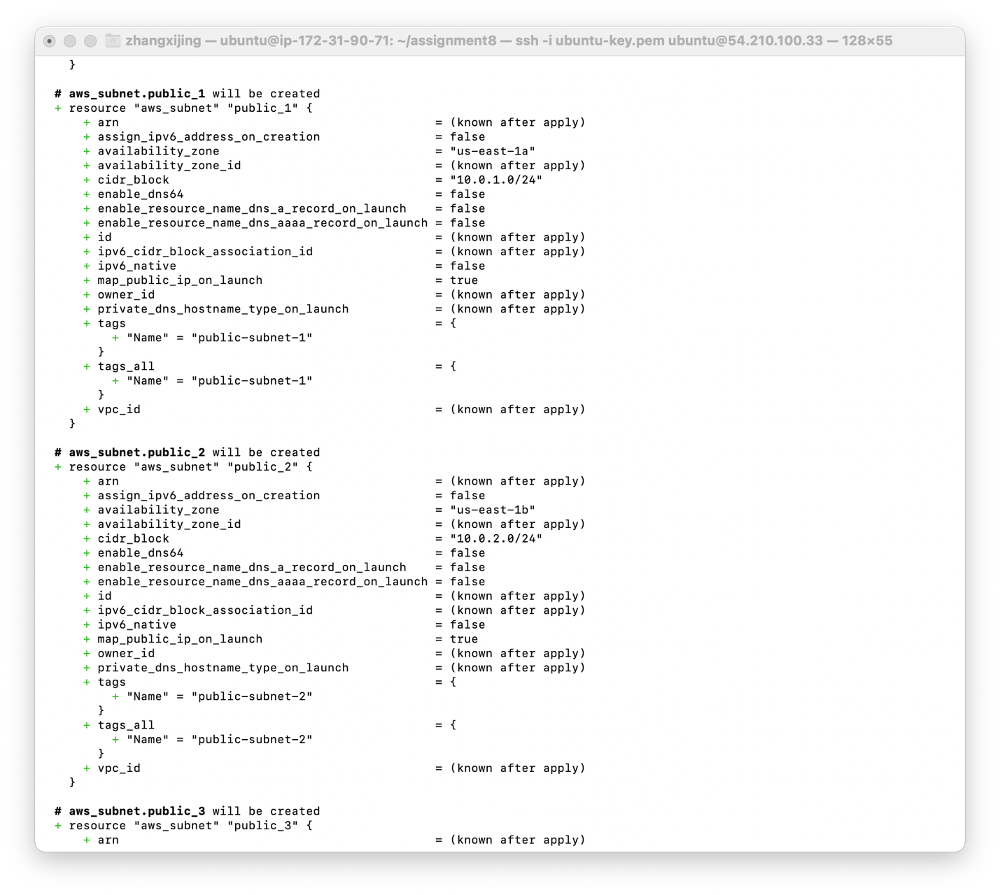 zhangxijing — ubuntu@ip-172-31-90-71: ~/assignment8 — ssh -i ubuntu-key.pem ubuntu@54.210.100.33 — 128×55
    }

  # aws_subnet.public_1 will be created
  + resource "aws_subnet" "public_1" {
      + arn                                            = (known after apply)
      + assign_ipv6_address_on_creation                = false
      + availability_zone                              = "us-east-1a"
      + availability_zone_id                           = (known after apply)
      + cidr_block                                     = "10.0.1.0/24"
      + enable_dns64                                   = false
      + enable_resource_name_dns_a_record_on_launch    = false
      + enable_resource_name_dns_aaaa_record_on_launch = false
      + id                                             = (known after apply)
      + ipv6_cidr_block_association_id                 = (known after apply)
      + ipv6_native                                    = false
      + map_public_ip_on_launch                        = true
      + owner_id                                       = (known after apply)
      + private_dns_hostname_type_on_launch            = (known after apply)
      + tags                                           = {
          + "Name" = "public-subnet-1"
        }
      + tags_all                                       = {
          + "Name" = "public-subnet-1"
        }
      + vpc_id                                         = (known after apply)
    }

  # aws_subnet.public_2 will be created
  + resource "aws_subnet" "public_2" {
      + arn                                            = (known after apply)
      + assign_ipv6_address_on_creation                = false
      + availability_zone                              = "us-east-1b"
      + availability_zone_id                           = (known after apply)
      + cidr_block                                     = "10.0.2.0/24"
      + enable_dns64                                   = false
      + enable_resource_name_dns_a_record_on_launch    = false
      + enable_resource_name_dns_aaaa_record_on_launch = false
      + id                                             = (known after apply)
      + ipv6_cidr_block_association_id                 = (known after apply)
      + ipv6_native                                    = false
      + map_public_ip_on_launch                        = true
      + owner_id                                       = (known after apply)
      + private_dns_hostname_type_on_launch            = (known after apply)
      + tags                                           = {
          + "Name" = "public-subnet-2"
        }
      + tags_all                                       = {
          + "Name" = "public-subnet-2"
        }
      + vpc_id                                         = (known after apply)
    }

  # aws_subnet.public_3 will be created
  + resource "aws_subnet" "public_3" {
      + arn                                            = (known after apply)